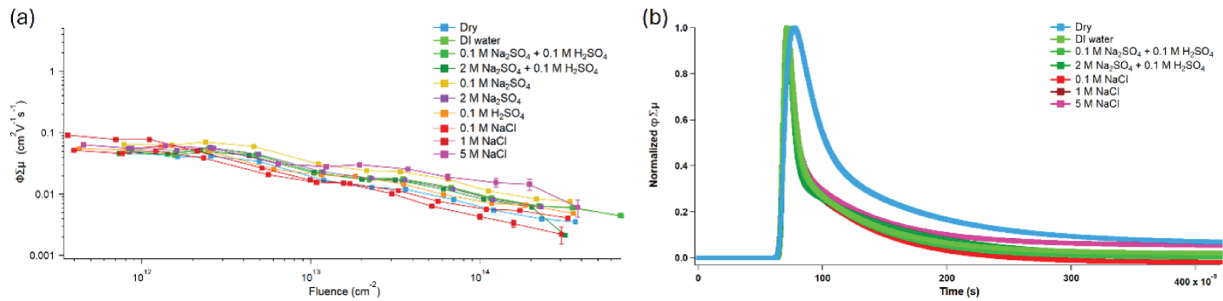 (a)
Dry
DI water
0.1 M Na₂SO₄ + 0.1 M H₂SO₄
2 M Na₂SO₄ + 0.1 M H₂SO₄
0.1 M Na₂SO₄
2 M Na₂SO₄
0.1 M H₂SO₄
0.1 M NaCl
1 M NaCl
5 M NaCl
ΦΣμ (cm²V⁻¹s⁻¹)
1
0.1
0.01
0.001
10¹² 10¹³ 10¹⁴
Fluence (cm⁻²)
(b)
Dry
DI water
0.1 M Na₂SO₄ + 0.1 M H₂SO₄
2 M Na₂SO₄ + 0.1 M H₂SO₄
0.1 M NaCl
1 M NaCl
5 M NaCl
Normalized φΣμ
1.0
0.8
0.6
0.4
0.2
0.0
0 100 200 300 400 x10⁻⁹
Time (s)